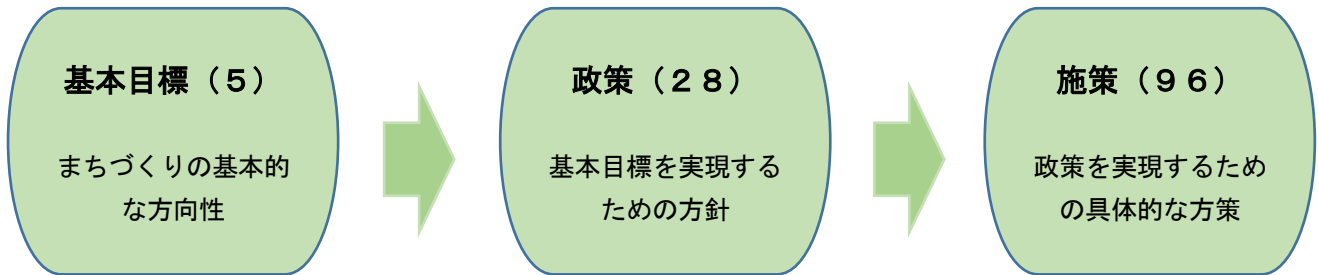 基本目標（５）
まちづくりの基本的
な方向性
政策（２８）
基本目標を実現する
ための方針
施策（９６）
政策を実現するため
の具体的な方策